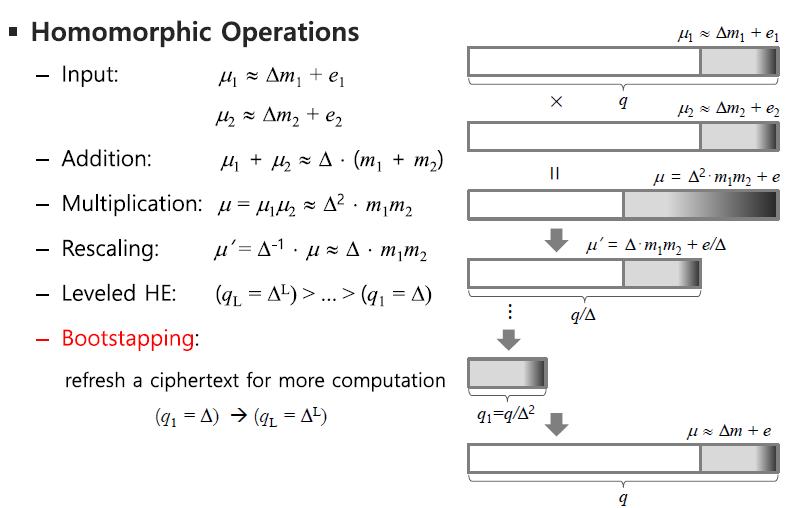 ▪ Homomorphic Operations
– Input: μ₁ ≈ Δm₁ + e₁
μ₂ ≈ Δm₂ + e₂
– Addition: μ₁ + μ₂ ≈ Δ · (m₁ + m₂)
– Multiplication: μ = μ₁μ₂ ≈ Δ² · m₁m₂
– Rescaling: μ′ = Δ⁻¹ · μ ≈ Δ · m₁m₂
– Leveled HE: (q_L = Δᴸ) > ... > (q₁ = Δ)
– Bootstapping:
refresh a ciphertext for more computation
(q₁ = Δ) → (q_L = Δᴸ)
μ₁ ≈ Δm₁ + e₁
× q
μ₂ ≈ Δm₂ + e₂
=
μ = Δ²·m₁m₂ + e
μ′ = Δ·m₁m₂ + e/Δ
⋮ q/Δ
q₁=q/Δ²
μ ≈ Δm + e
q